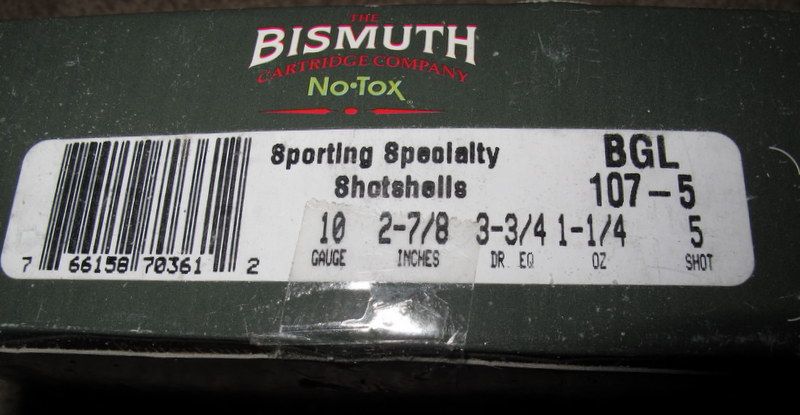 THE
BISMUTH
CARTRIDGE COMPANY
No•Tox
Sporting Specialty
Shotshells
BGL
107-5
10 2-7/8 3-3/4 1-1/4 5
GAUGE INCHES DR EQ OZ SHOT
7 66158 70361 2